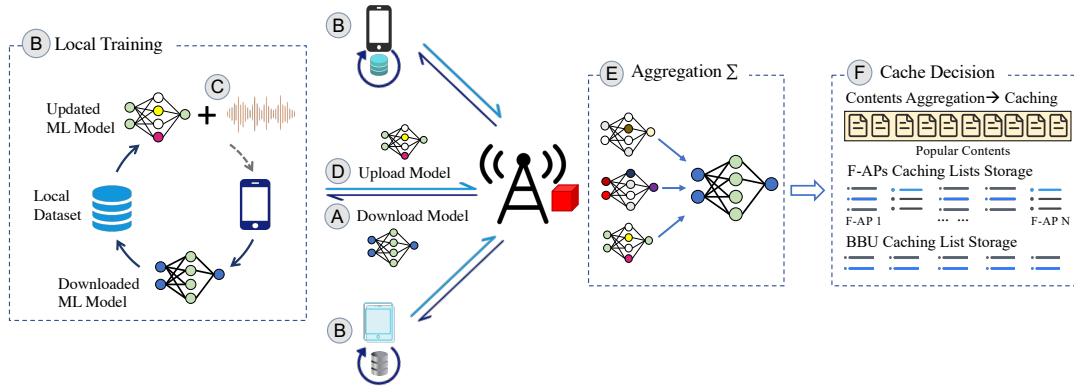 B Local Training
Updated
ML Model
C
Local
Dataset
Downloaded
ML Model
B
D Upload Model
A Download Model
B
E Aggregation ∑
F Cache Decision
Contents Aggregation→ Caching
Popular Contents
F-APs Caching Lists Storage
... ...
F-AP 1
F-AP N
BBU Caching List Storage